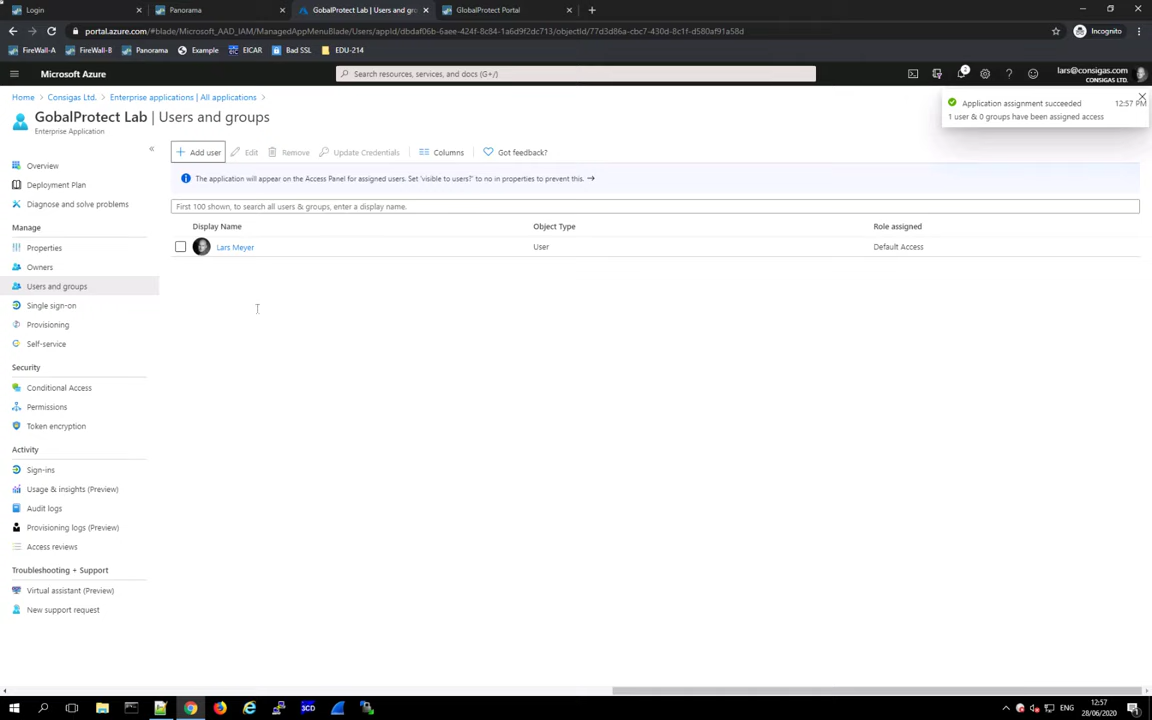 Login
Panorama
GobalProtect Lab | Users and gro
GlobalProtect Portal
portal.azure.com/#blade/Microsoft_AAD_IAM/ManagedAppMenuBlade/Users/appId/dbdaf06b-6aee-424f-8c84-1a6d9f2dc713/objectId/77d3d86a-cbc7-430d-8c1f-d580af91a58d
Incognito
FireWall-A
FireWall-B
Panorama
Example
EICAR
Bad SSL
EDU-214
Microsoft Azure
Search resources, services, and docs (G+/)
2
lars@consigas.com
CONSIGAS LTD.
Home > Consigas Ltd. > Enterprise applications | All applications >
Application assignment succeeded 12:57 PM
1 user & 0 groups have been assigned access
GobalProtect Lab | Users and groups
Enterprise Application
Add user
Edit
Remove
Update Credentials
Columns
Got feedback?
The application will appear on the Access Panel for assigned users. Set 'visible to users?' to no in properties to prevent this. →
First 100 shown, to search all users & groups, enter a display name.
Display Name Object Type Role assigned
Lars Meyer User Default Access
Overview
Deployment Plan
Diagnose and solve problems
Manage
Properties
Owners
Users and groups
Single sign-on
Provisioning
Self-service
Security
Conditional Access
Permissions
Token encryption
Activity
Sign-ins
Usage & insights (Preview)
Audit logs
Provisioning logs (Preview)
Access reviews
Troubleshooting + Support
Virtual assistant (Preview)
New support request
3CD
ENG
12:57
28/06/2020
1